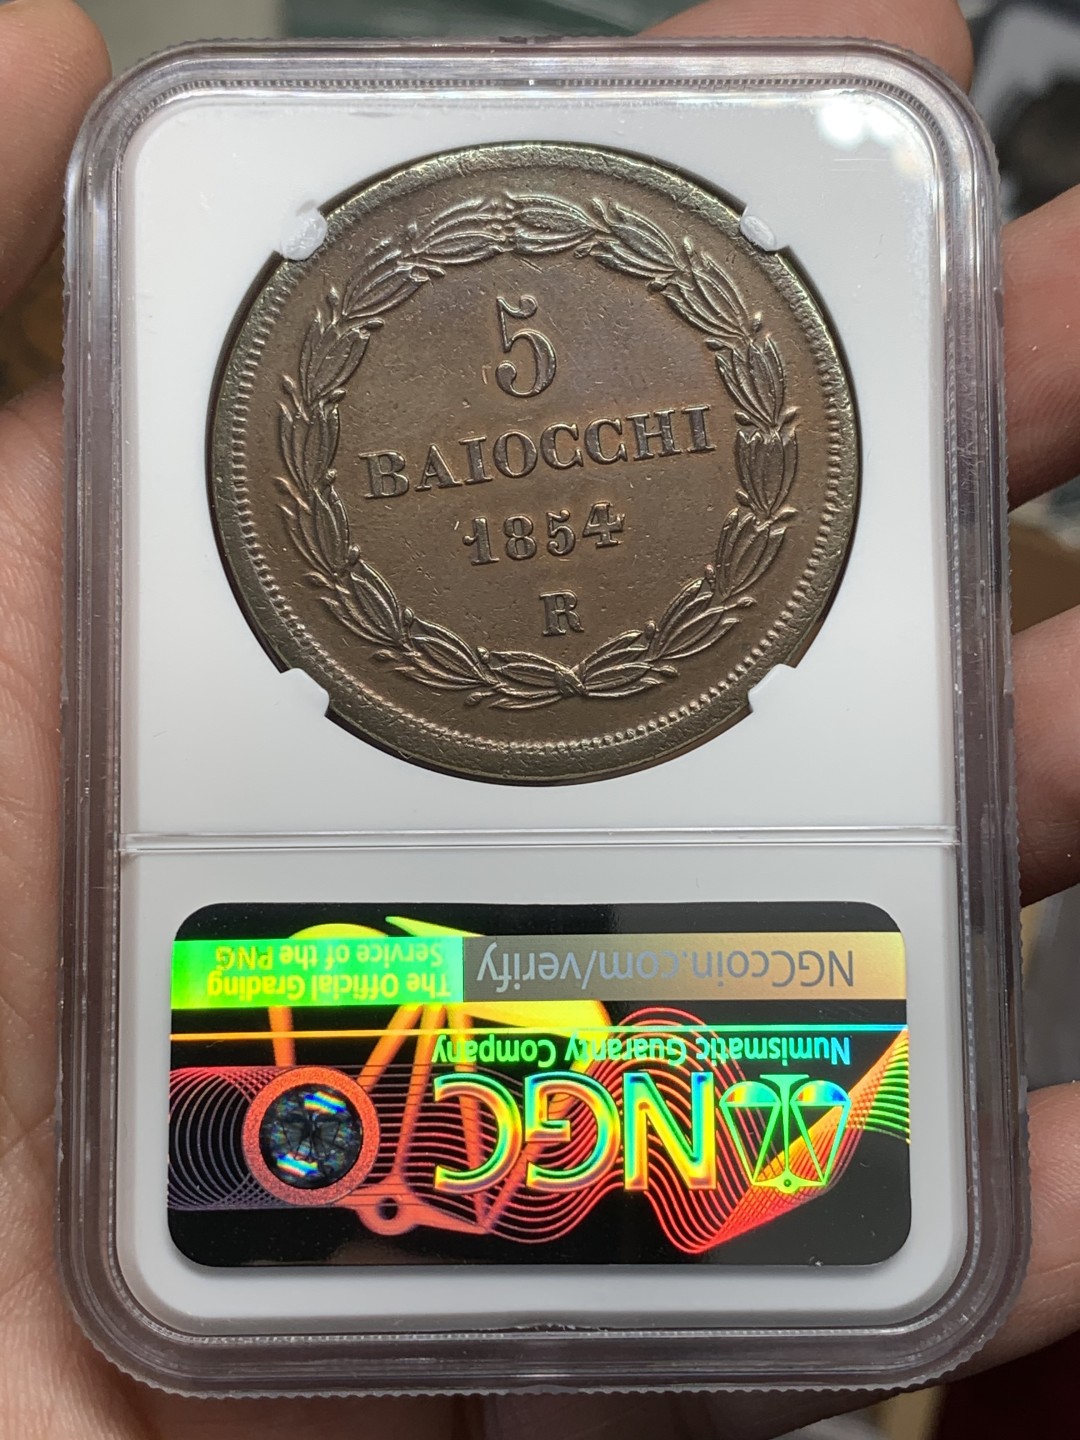 5
BAIOCCHI
1854
R
NGC
Numismatic Guaranty Company
NGCcoin.com/verify
The Official Grading
Service of the PNG